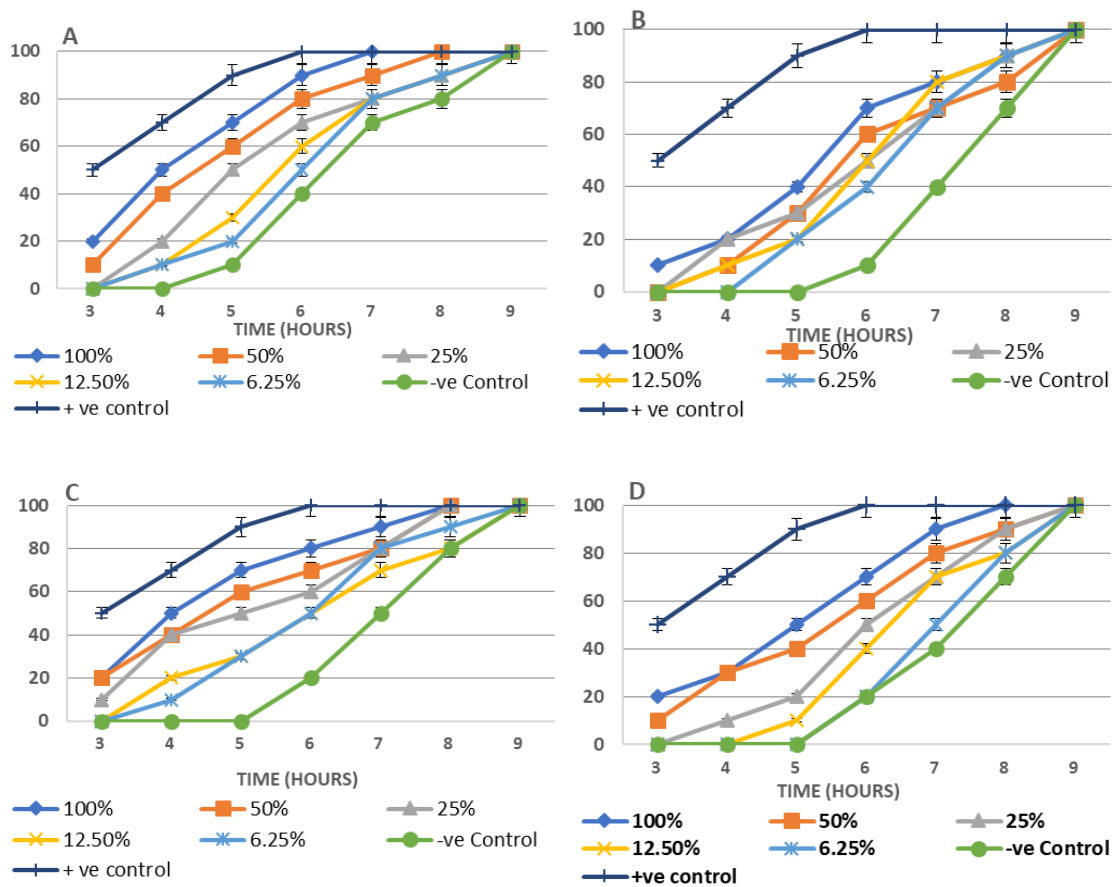 A
100
80
60
40
20
0
3 4 5 6 7 8 9
TIME (HOURS)
100% 50% 25%
12.50% 6.25% -ve Control
+ ve control
B
100
80
60
40
20
0
3 4 5 6 7 8 9
TIME (HOURS)
100% 50% 25%
12.50% 6.25% -ve Control
+ ve control
C
100
80
60
40
20
0
3 4 5 6 7 8 9
TIME (HOURS)
100% 50% 25%
12.50% 6.25% -ve Control
+ ve control
D
100
80
60
40
20
0
3 4 5 6 7 8 9
TIME (HOURS)
100% 50% 25%
12.50% 6.25% -ve Control
+ve control